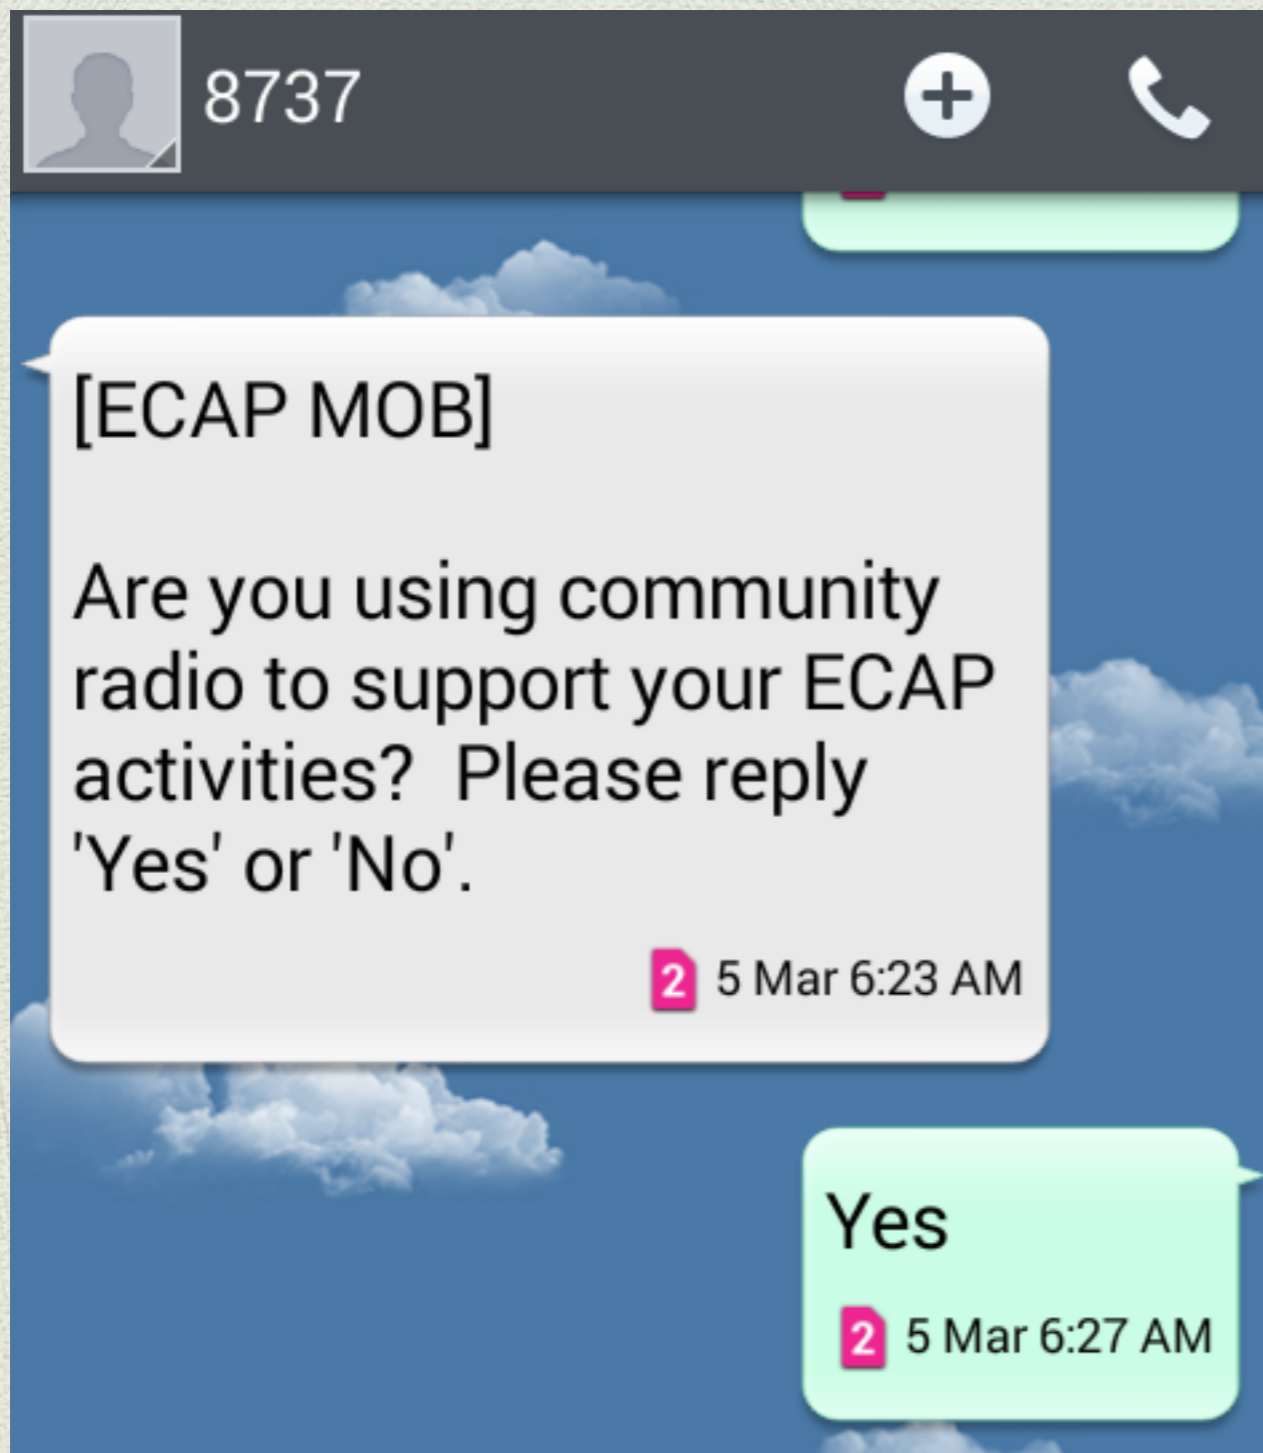 8737
[ECAP MOB]
Are you using community
radio to support your ECAP
activities?  Please reply
'Yes' or 'No'.
2 5 Mar 6:23 AM
Yes
2 5 Mar 6:27 AM